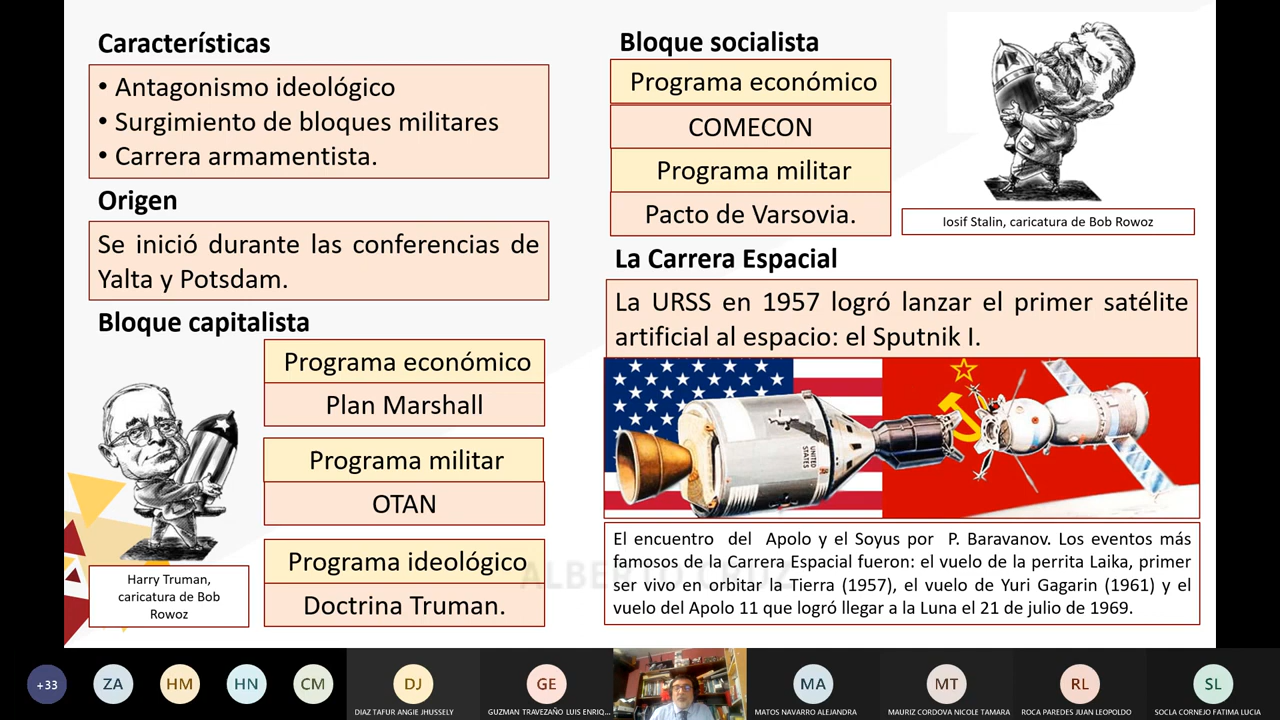 Características
• Antagonismo ideológico
• Surgimiento de bloques militares
• Carrera armamentista.
Origen
Se inició durante las conferencias de
Yalta y Potsdam.
Bloque capitalista
Programa económico
Plan Marshall
Programa militar
OTAN
Programa ideológico
Doctrina Truman.
Harry Truman,
caricatura de Bob
Rowoz
Bloque socialista
Programa económico
COMECON
Programa militar
Pacto de Varsovia.
Iosif Stalin, caricatura de Bob Rowoz
La Carrera Espacial
La URSS en 1957 logró lanzar el primer satélite
artificial al espacio: el Sputnik I.
UNITED
STATES
El encuentro del Apolo y el Soyus por P. Baravanov. Los eventos más
famosos de la Carrera Espacial fueron: el vuelo de la perrita Laika, primer
ser vivo en orbitar la Tierra (1957), el vuelo de Yuri Gagarin (1961) y el
vuelo del Apolo 11 que logró llegar a la Luna el 21 de julio de 1969.
ALBERTO CRUZ
+33
ZA
HM
HN
CM
DJ
DIAZ TAFUR ANGIE JHUSSELY
GE
GUZMAN TRAVEZAÑO LUIS ENRIQ...
MA
MATOS NAVARRO ALEJANDRA
MT
MAURIZ CORDOVA NICOLE TAMARA
RL
ROCA PAREDES JUAN LEOPOLDO
SL
SOCLA CORNEJO FATIMA LUCIA